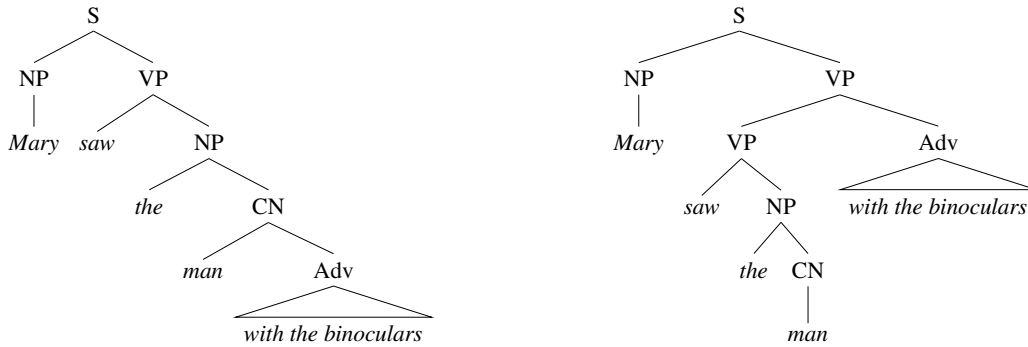 S S
NP VP NP VP
Mary saw NP Mary VP Adv
the CN saw NP with the binoculars
man Adv the CN
with the binoculars man